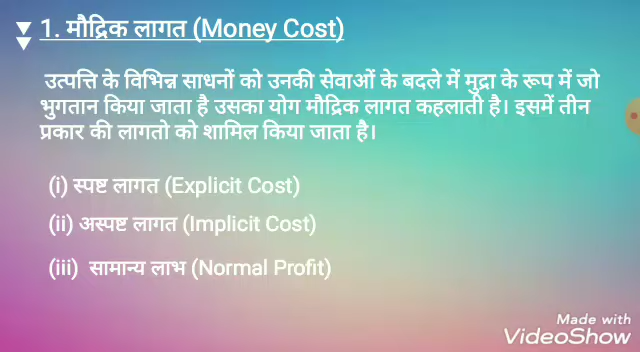 1. मौद्रिक लागत (Money Cost)
उत्पत्ति के विभिन्न साधनों को उनकी सेवाओं के बदले में मुद्रा के रूप में जो
भुगतान किया जाता है उसका योग मौद्रिक लागत कहलाती है। इसमें तीन
प्रकार की लागतो को शामिल किया जाता है।
(i) स्पष्ट लागत (Explicit Cost)
(ii) अस्पष्ट लागत (Implicit Cost)
(iii) सामान्य लाभ (Normal Profit)
Made with
VideoShow